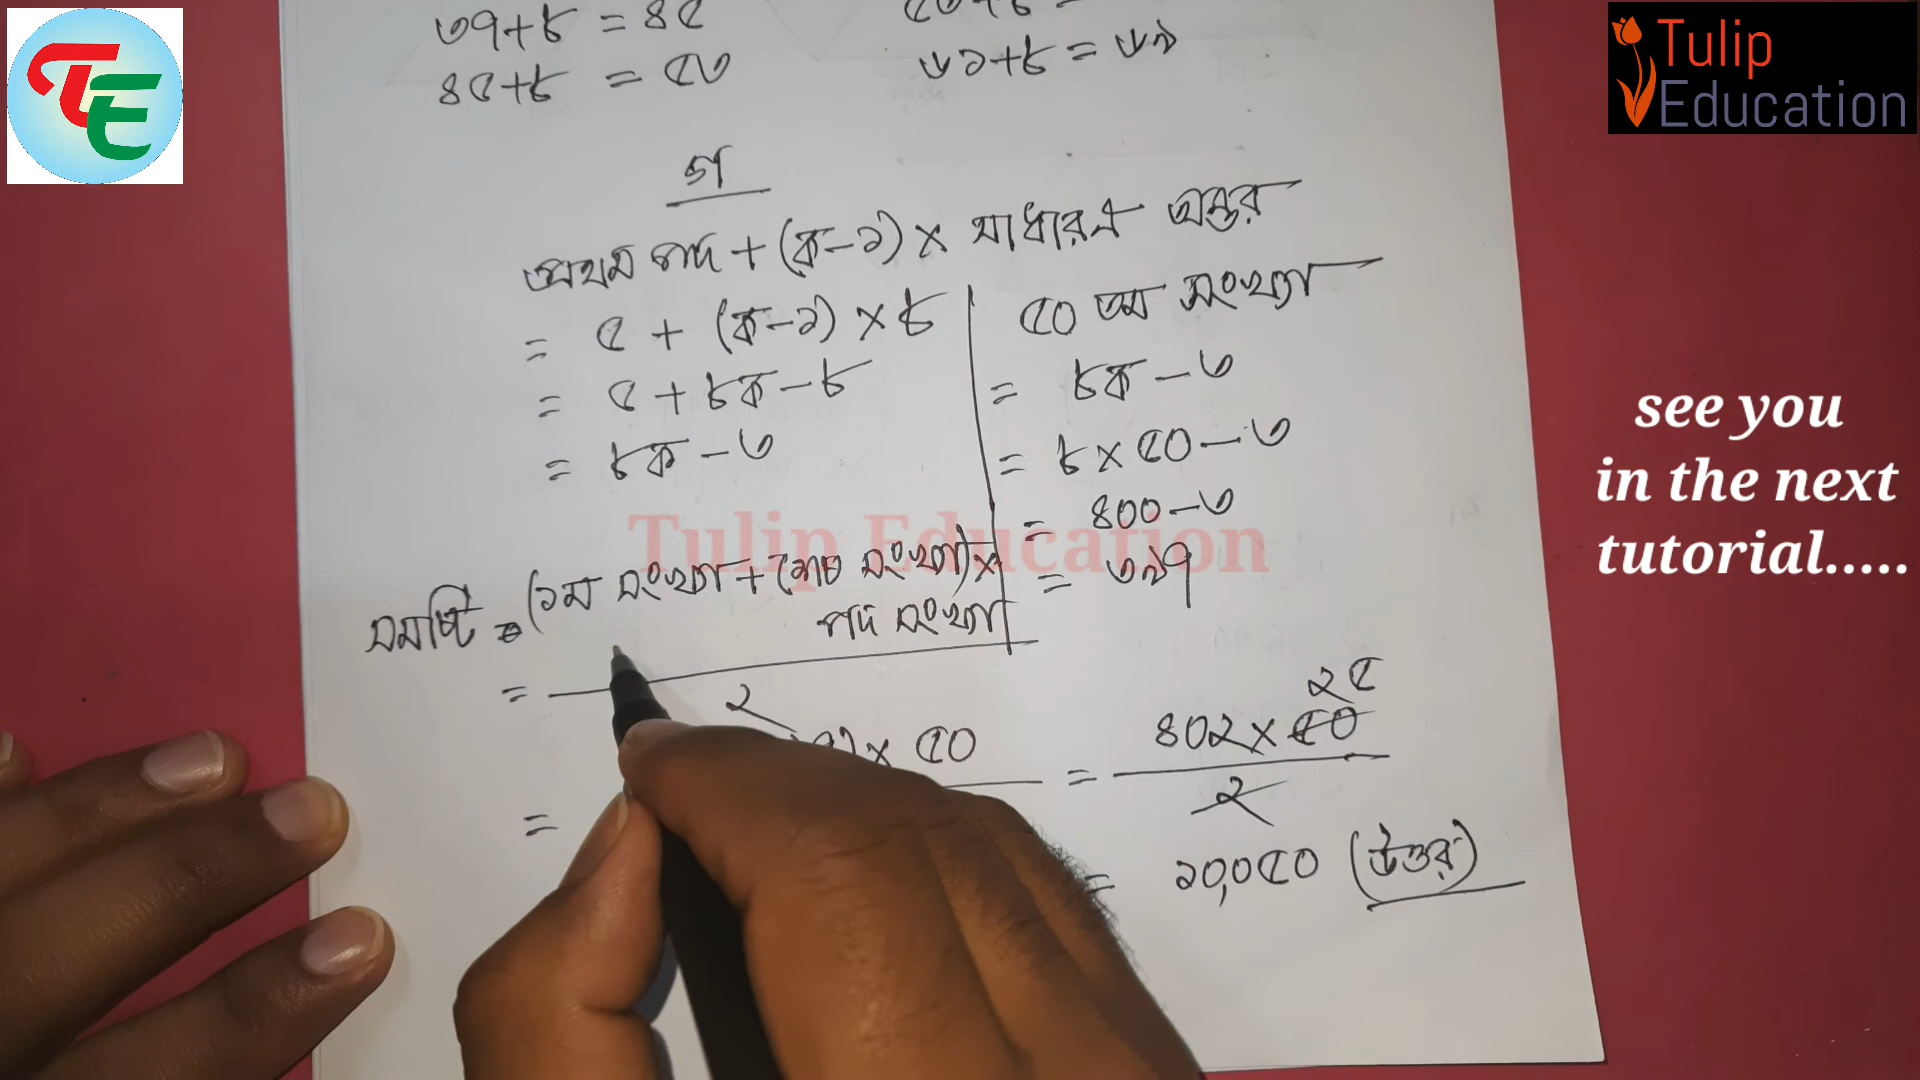 TE
Tulip
Education
৩৭+৮ = ৪৫
৪৫+৮ = ৫৩
৬১+৮ = ৬৯
গ
প্রথম পদ + (ক-১) × সাধারণ অন্তর
= ৫ + (ক-১) × ৮
= ৫ + ৮ক - ৮
= ৮ক - ৩
৫০ তম সংখ্যা
= ৮ক - ৩
= ৮ × ৫০ - ৩
= ৪০০ - ৩
= ৩৯৭
Tulip Education
সমষ্টি = (১ম সংখ্যা + শেষ সংখ্যা) ×
পদ সংখ্যা
=
২
× ৫০
=
২৫
= ৪০২ × ৫০
২
= ১০,০৫০ (উত্তর)
see you
in the next
tutorial.....